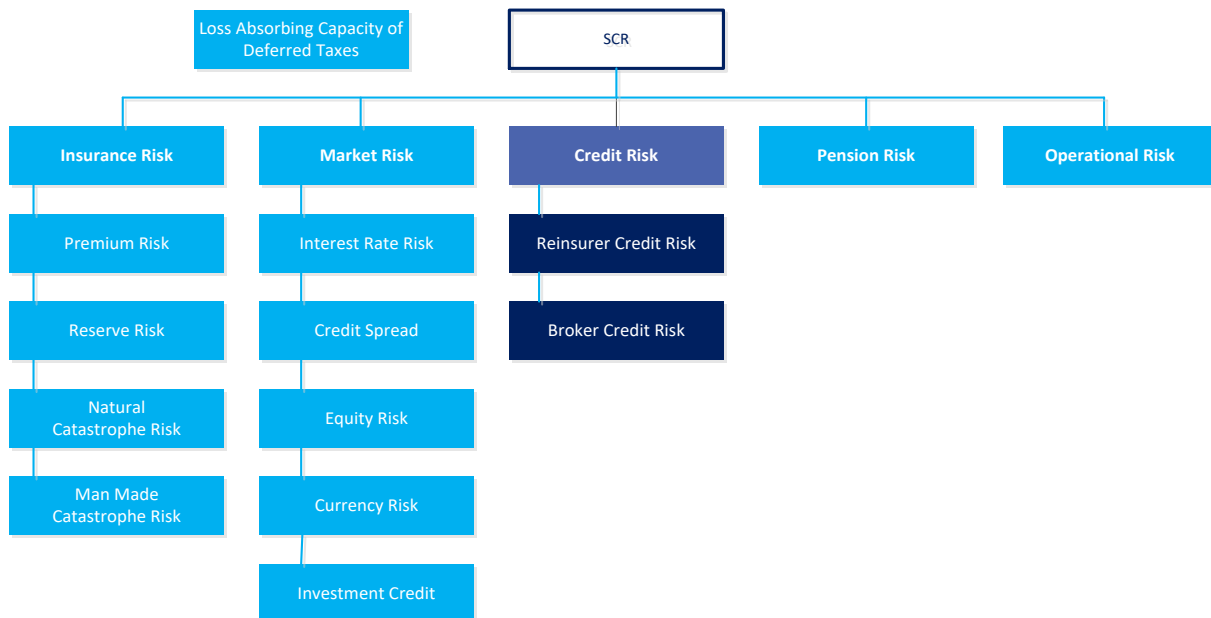 Loss Absorbing Capacity of
Deferred Taxes
SCR
Insurance Risk
Market Risk
Credit Risk
Pension Risk
Operational Risk
Premium Risk
Interest Rate Risk
Reinsurer Credit Risk
Reserve Risk
Credit Spread
Broker Credit Risk
Natural
Catastrophe Risk
Equity Risk
Man Made
Catastrophe Risk
Currency Risk
Investment Credit